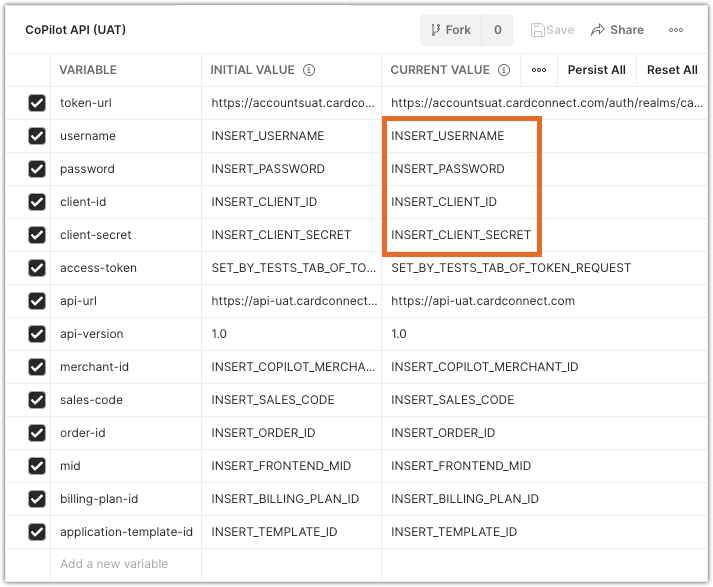 CoPilot API (UAT) Fork 0 Save Share
VARIABLE INITIAL VALUE CURRENT VALUE Persist All Reset All
token-url https://accountsuat.cardco... https://accountsuat.cardconnect.com/auth/realms/ca...
username INSERT_USERNAME INSERT_USERNAME
password INSERT_PASSWORD INSERT_PASSWORD
client-id INSERT_CLIENT_ID INSERT_CLIENT_ID
client-secret INSERT_CLIENT_SECRET INSERT_CLIENT_SECRET
access-token SET_BY_TESTS_TAB_OF_TO... SET_BY_TESTS_TAB_OF_TOKEN_REQUEST
api-url https://api-uat.cardconnect... https://api-uat.cardconnect.com
api-version 1.0 1.0
merchant-id INSERT_COPILOT_MERCHA... INSERT_COPILOT_MERCHANT_ID
sales-code INSERT_SALES_CODE INSERT_SALES_CODE
order-id INSERT_ORDER_ID INSERT_ORDER_ID
mid INSERT_FRONTEND_MID INSERT_FRONTEND_MID
billing-plan-id INSERT_BILLING_PLAN_ID INSERT_BILLING_PLAN_ID
application-template-id INSERT_TEMPLATE_ID INSERT_TEMPLATE_ID
Add a new variable